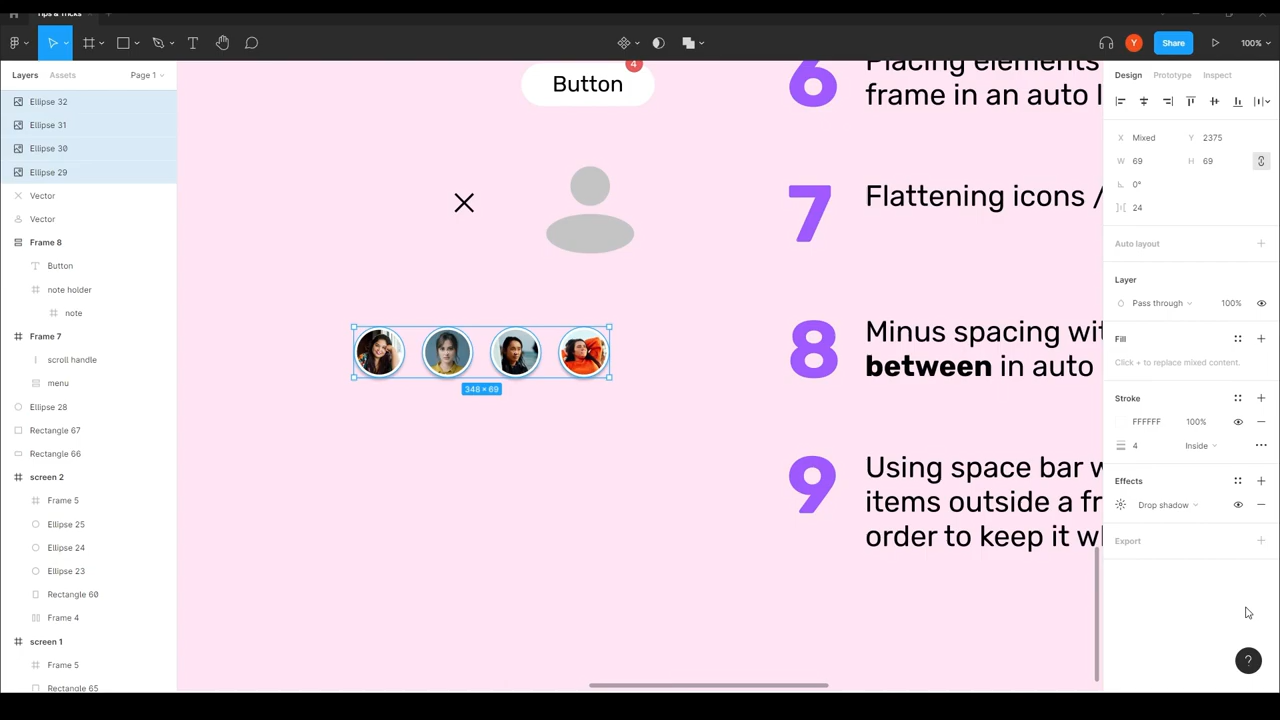 Tips & Tricks
Y
Share
100%
Layers
Assets
Page 1
Ellipse 32
Ellipse 31
Ellipse 30
Ellipse 29
Vector
Vector
Frame 8
Button
note holder
note
Frame 7
scroll handle
menu
Ellipse 28
Rectangle 67
Rectangle 66
screen 2
Frame 5
Ellipse 25
Ellipse 24
Ellipse 23
Rectangle 60
Frame 4
screen 1
Frame 5
Rectangle 65
4
Button
348 × 69
6
Placing elements
frame in an auto l
7
Flattening icons /
8
Minus spacing wit
between in auto
9
Using space bar w
items outside a fr
order to keep it wh
Design
Prototype
Inspect
X Mixed
Y 2375
W 69
H 69
0°
24
Auto layout
Layer
Pass through
100%
Fill
Click + to replace mixed content.
Stroke
FFFFFF
100%
4
Inside
Effects
Drop shadow
Export
?